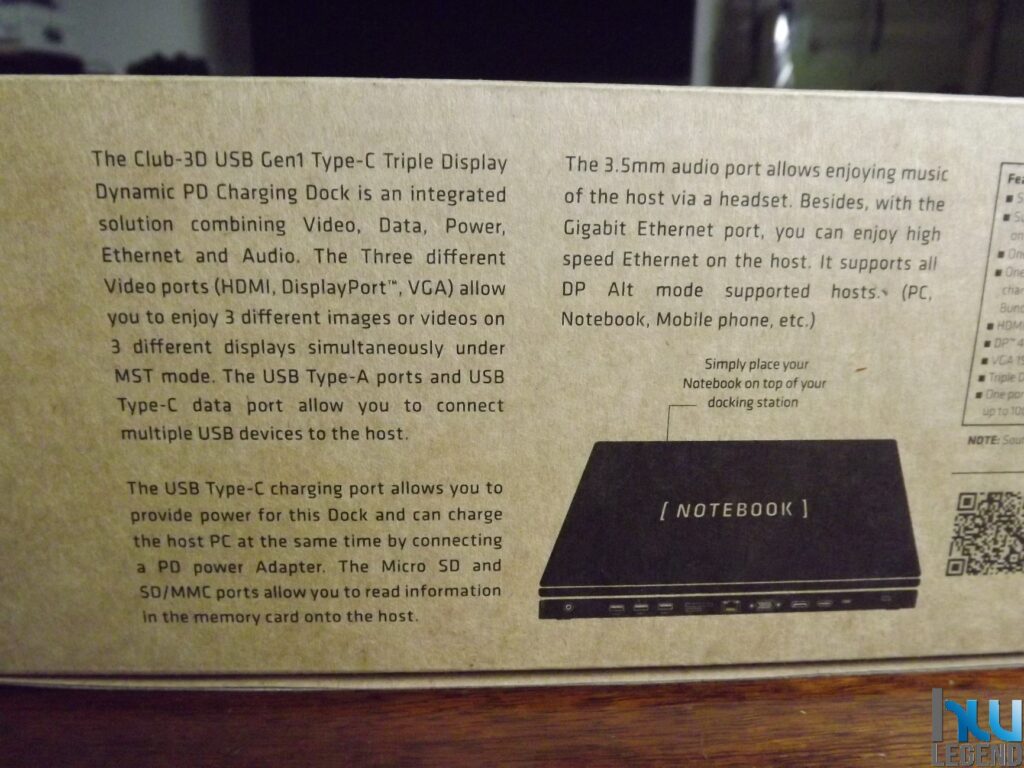 The Club-3D USB Gen1 Type-C Triple Display
Dynamic PD Charging Dock is an integrated
solution combining Video, Data, Power,
Ethernet and Audio. The Three different
Video ports (HDMI, DisplayPort™, VGA) allow
you to enjoy 3 different images or videos on
3 different displays simultaneously under
MST mode. The USB Type-A ports and USB
Type-C data port allow you to connect
multiple USB devices to the host.
The USB Type-C charging port allows you to
provide power for this Dock and can charge
the host PC at the same time by connecting
a PD power Adapter. The Micro SD and
SD/MMC ports allow you to read information
in the memory card onto the host.
The 3.5mm audio port allows enjoying music
of the host via a headset. Besides, with the
Gigabit Ethernet port, you can enjoy high
speed Ethernet on the host. It supports all
DP Alt mode supported hosts. (PC,
Notebook, Mobile phone, etc.)
Simply place your
Notebook on top of your
docking station
[ NOTEBOOK ]
■ HDMI
■ DP™ 4
■ VGA
■ Triple
■ One
up to
NOTE:
LEGEND